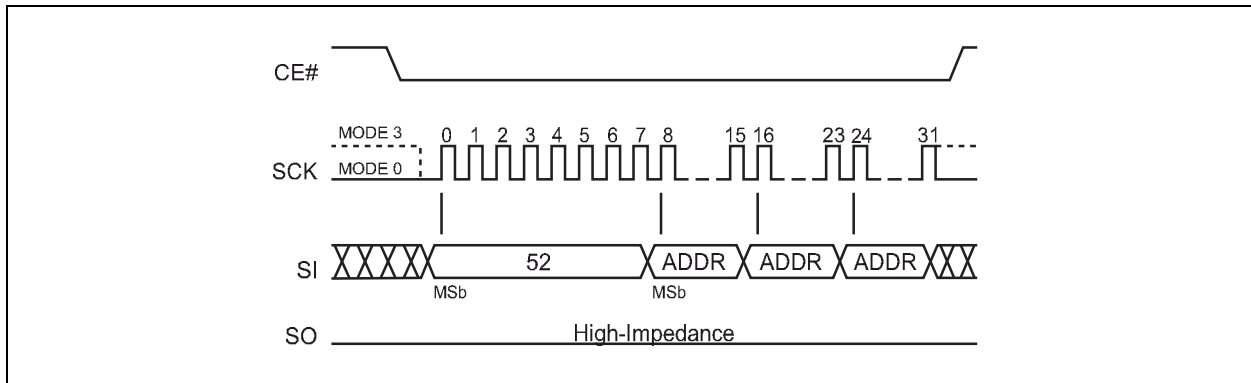 CE#
MODE 3
0 1 2 3 4 5 6 7 8 15 16 23 24 31
SCK
MODE 0
SI
52
ADDR
ADDR
ADDR
MSb
MSb
SO
High-Impedance